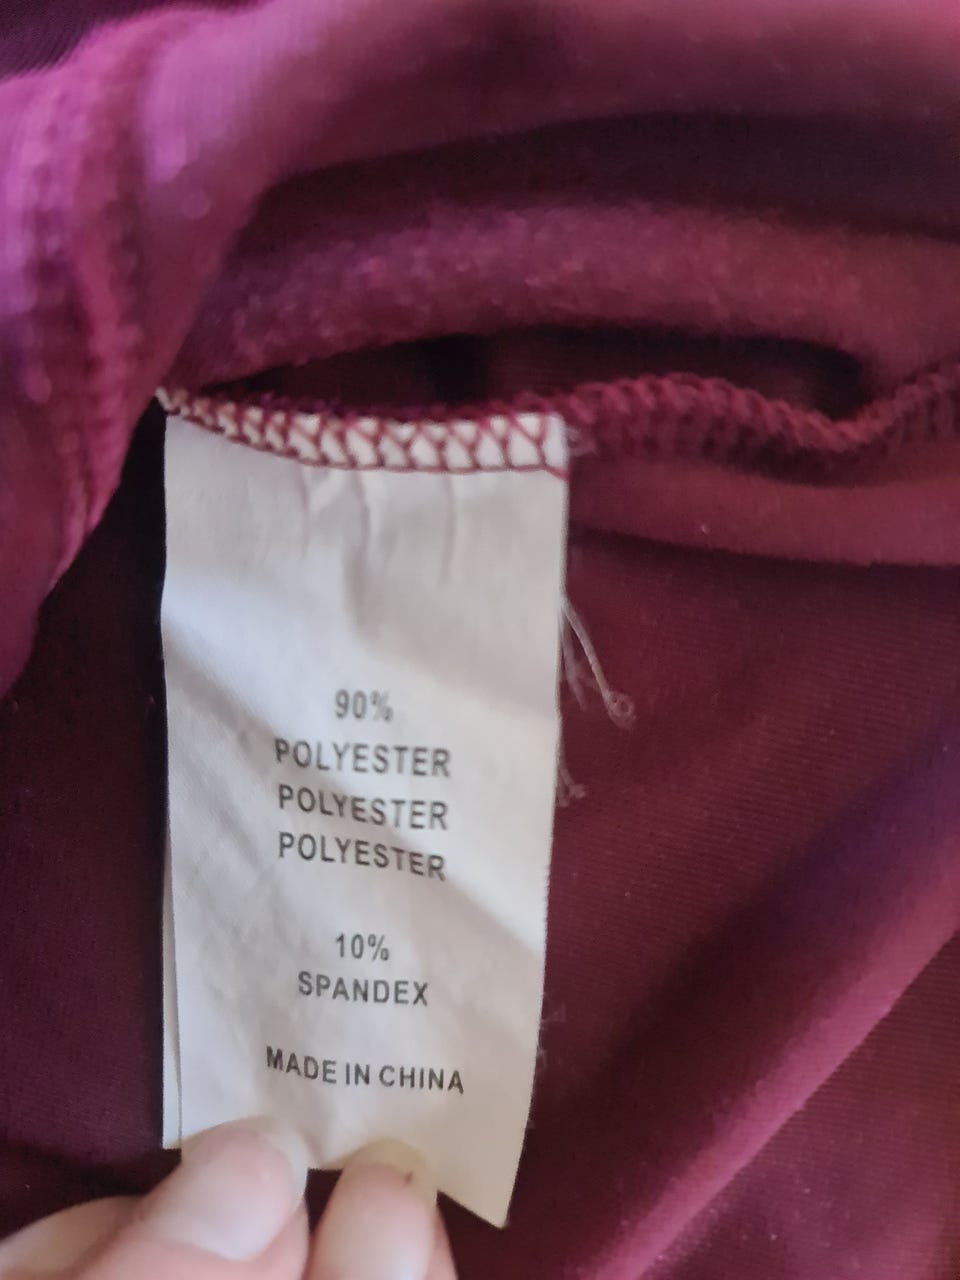 90%
POLYESTER
POLYESTER
POLYESTER
10%
SPANDEX
MADE IN CHINA